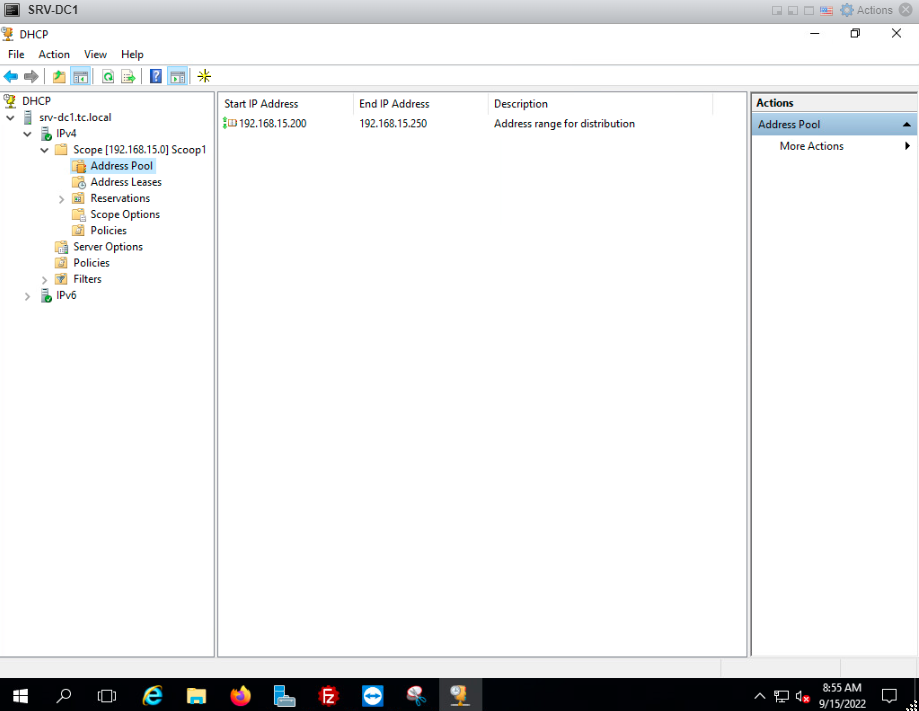 SRV-DC1
Actions
DHCP
File Action View Help
DHCP
srv-dc1.tc.local
IPv4
Scope [192.168.15.0] Scoop1
Address Pool
Address Leases
Reservations
Scope Options
Policies
Server Options
Policies
Filters
IPv6
Start IP Address End IP Address Description
192.168.15.200 192.168.15.250 Address range for distribution
Actions
Address Pool
More Actions
8:55 AM
9/15/2022